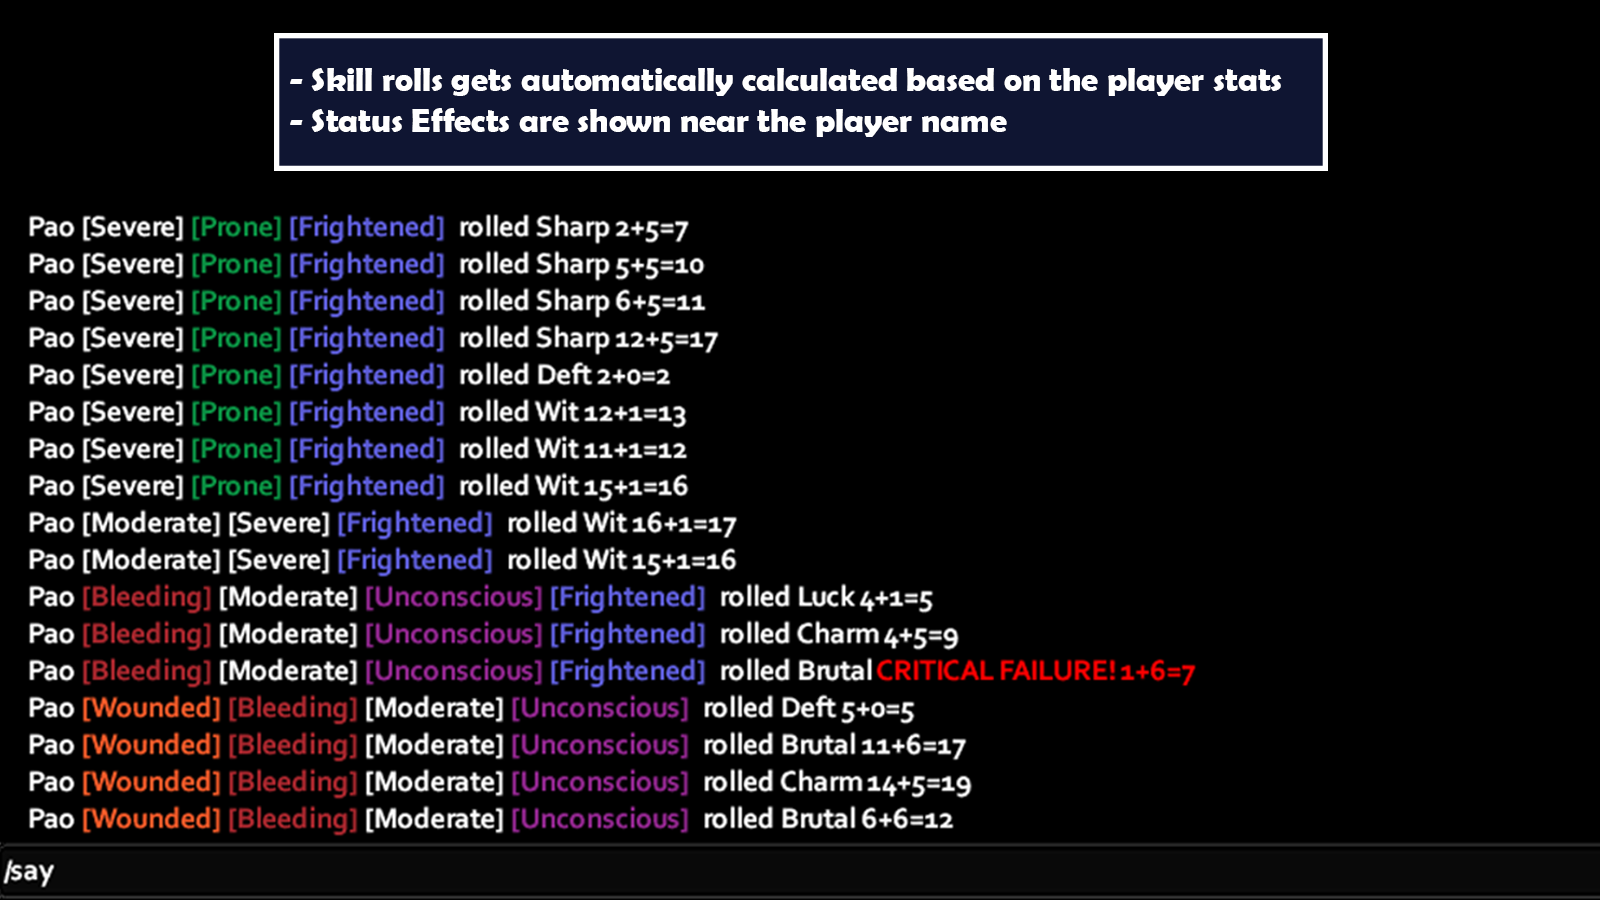 - Skill rolls gets automatically calculated based on the player stats
- Status Effects are shown near the player name
Pao [Severe] [Prone] [Frightened] rolled Sharp 2+5=7
Pao [Severe] [Prone] [Frightened] rolled Sharp 5+5=10
Pao [Severe] [Prone] [Frightened] rolled Sharp 6+5=11
Pao [Severe] [Prone] [Frightened] rolled Sharp 12+5=17
Pao [Severe] [Prone] [Frightened] rolled Deft 2+0=2
Pao [Severe] [Prone] [Frightened] rolled Wit 12+1=13
Pao [Severe] [Prone] [Frightened] rolled Wit 11+1=12
Pao [Severe] [Prone] [Frightened] rolled Wit 15+1=16
Pao [Moderate] [Severe] [Frightened] rolled Wit 16+1=17
Pao [Moderate] [Severe] [Frightened] rolled Wit 15+1=16
Pao [Bleeding] [Moderate] [Unconscious] [Frightened] rolled Luck 4+1=5
Pao [Bleeding] [Moderate] [Unconscious] [Frightened] rolled Charm 4+5=9
Pao [Bleeding] [Moderate] [Unconscious] [Frightened] rolled Brutal CRITICAL FAILURE! 1+6=7
Pao [Wounded] [Bleeding] [Moderate] [Unconscious] rolled Deft 5+0=5
Pao [Wounded] [Bleeding] [Moderate] [Unconscious] rolled Brutal 11+6=17
Pao [Wounded] [Bleeding] [Moderate] [Unconscious] rolled Charm 14+5=19
Pao [Wounded] [Bleeding] [Moderate] [Unconscious] rolled Brutal 6+6=12
/say